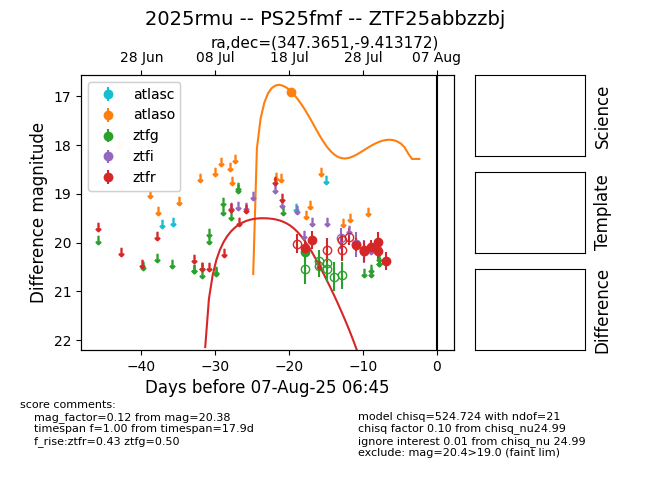 2025rmu -- PS25fmf -- ZTF25abbzzbj
ra,dec=(347.3651,-9.413172)
28 Jun 08 Jul 18 Jul 28 Jul 07 Aug
atlasc
atlaso
ztfg
ztfi
ztfr
17
18
19
20
21
22
Difference magnitude
−40 −30 −20 −10 0
Days before 07-Aug-25 06:45
Science
Template
Difference
score comments:
mag_factor=0.12 from mag=20.38
timespan f=1.00 from timespan=17.9d
f_rise:ztfr=0.43 ztfg=0.50
model chisq=524.724 with ndof=21
chisq factor 0.10 from chisq_nu24.99
ignore interest 0.01 from chisq_nu 24.99
exclude: mag=20.4>19.0 (faint lim)